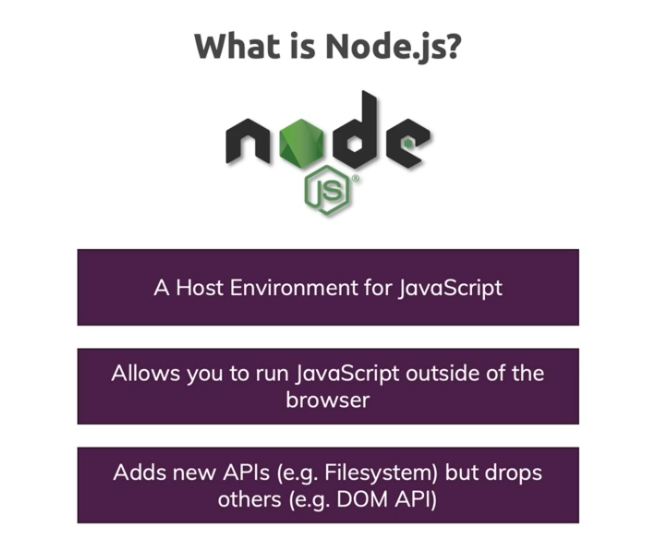 What is Node.js?
node
JS®
A Host Environment for JavaScript
Allows you to run JavaScript outside of the
browser
Adds new APIs (e.g. Filesystem) but drops
others (e.g. DOM API)